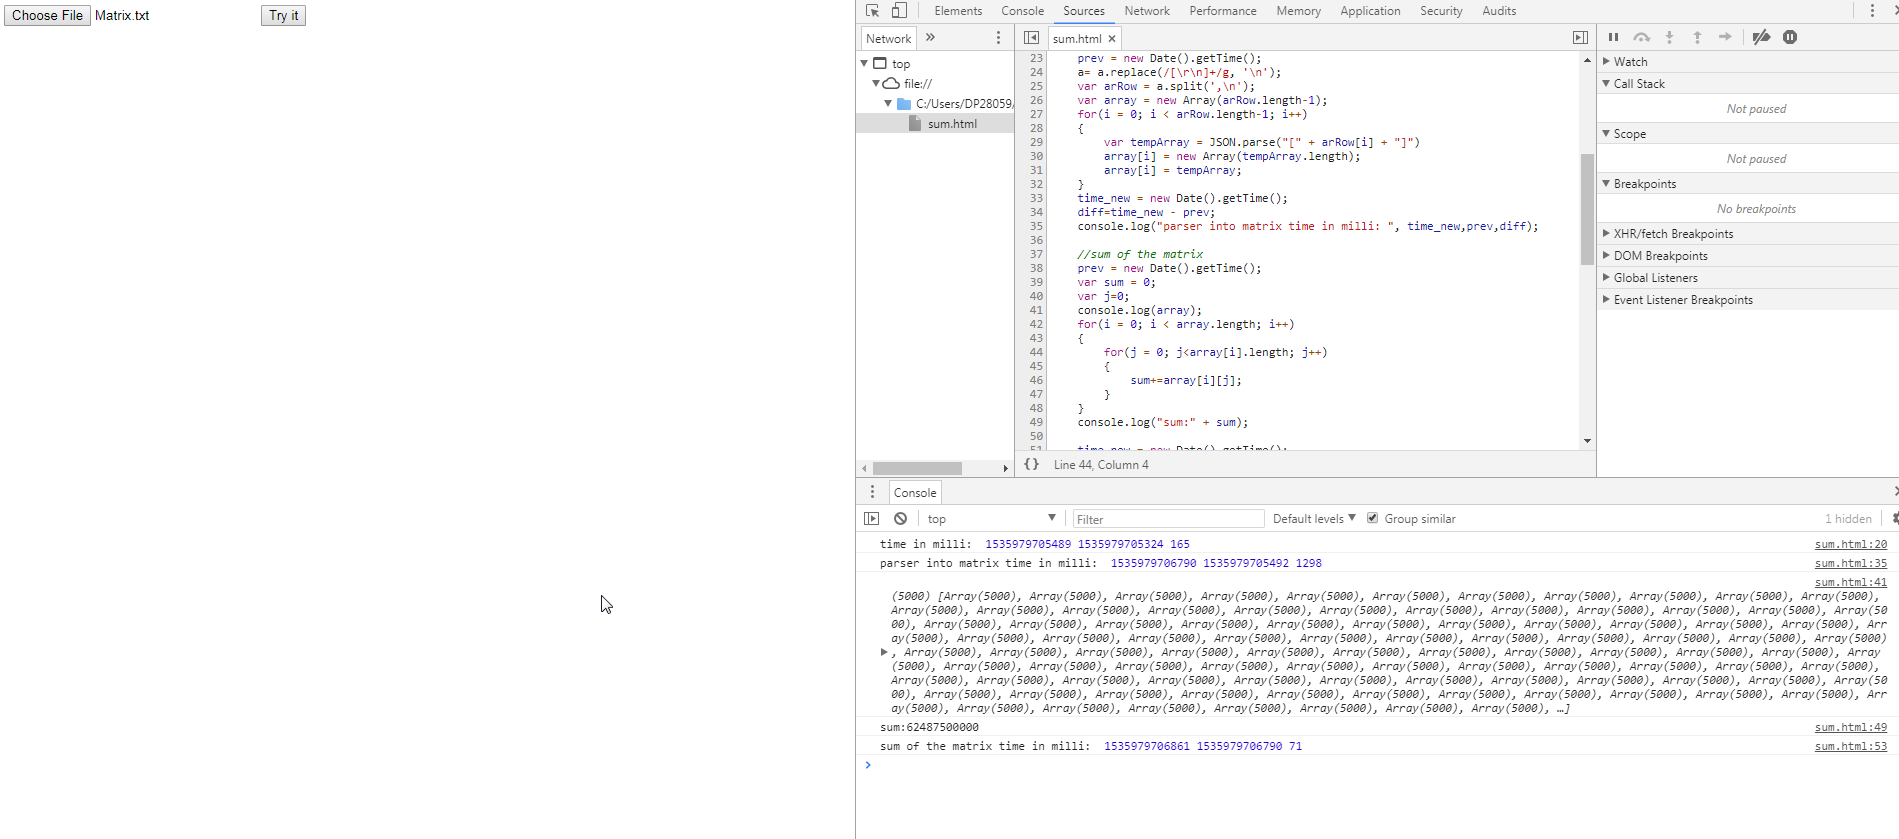 Choose File Matrix.txt Try it
Elements Console Sources Network Performance Memory Application Security Audits
Network
top
file://
C:/Users/DP28059/
sum.html
sum.html
23 prev = new Date().getTime();
24 a= a.replace(/[\r\n]+/g, '\n');
25 var arRow = a.split(',\n');
26 var array = new Array(arRow.length-1);
27 for(i = 0; i < arRow.length-1; i++)
28 {
29 var tempArray = JSON.parse("[" + arRow[i] + "]")
30 array[i] = new Array(tempArray.length);
31 array[i] = tempArray;
32 }
33 time_new = new Date().getTime();
34 diff=time_new - prev;
35 console.log("parser into matrix time in milli: ", time_new,prev,diff);
36
37 //sum of the matrix
38 prev = new Date().getTime();
39 var sum = 0;
40 var j=0;
41 console.log(array);
42 for(i = 0; i < array.length; i++)
43 {
44 for(j = 0; j<array[i].length; j++)
45 {
46 sum+=array[i][j];
47 }
48 }
49 console.log("sum:" + sum);
50
51 time_new = new Date().getTime();
{} Line 44, Column 4
Watch
Call Stack
Not paused
Scope
Not paused
Breakpoints
No breakpoints
XHR/fetch Breakpoints
DOM Breakpoints
Global Listeners
Event Listener Breakpoints
Console
top Filter Default levels Group similar 1 hidden
time in milli: 1535979705489 1535979705324 165 sum.html:20
parser into matrix time in milli: 1535979706790 1535979705492 1298 sum.html:35
sum.html:41
(5000) [Array(5000), Array(5000), Array(5000), Array(5000), Array(5000), Array(5000), Array(5000), Array(5000), Array(5000), Array(5000), Array(5000),
Array(5000), Array(5000), Array(5000), Array(5000), Array(5000), Array(5000), Array(5000), Array(5000), Array(5000), Array(5000), Array(5000), Array(50
00), Array(5000), Array(5000), Array(5000), Array(5000), Array(5000), Array(5000), Array(5000), Array(5000), Array(5000), Array(5000), Array(5000), Arr
ay(5000), Array(5000), Array(5000), Array(5000), Array(5000), Array(5000), Array(5000), Array(5000), Array(5000), Array(5000), Array(5000), Array(5000)
, Array(5000), Array(5000), Array(5000), Array(5000), Array(5000), Array(5000), Array(5000), Array(5000), Array(5000), Array(5000), Array(5000), Array
(5000), Array(5000), Array(5000), Array(5000), Array(5000), Array(5000), Array(5000), Array(5000), Array(5000), Array(5000), Array(5000), Array(5000),
Array(5000), Array(5000), Array(5000), Array(5000), Array(5000), Array(5000), Array(5000), Array(5000), Array(5000), Array(5000), Array(5000), Array(50
00), Array(5000), Array(5000), Array(5000), Array(5000), Array(5000), Array(5000), Array(5000), Array(5000), Array(5000), Array(5000), Array(5000), Arr
ay(5000), Array(5000), Array(5000), Array(5000), Array(5000), Array(5000), Array(5000), Array(5000), …]
sum:62487500000 sum.html:49
sum of the matrix time in milli: 1535979706861 1535979706790 71 sum.html:53